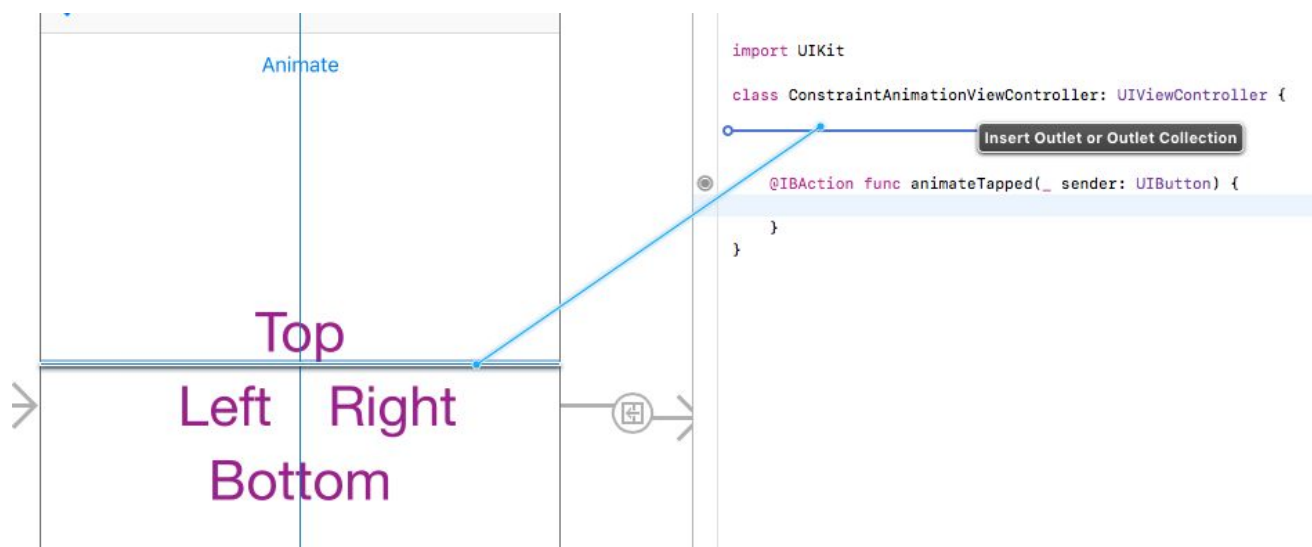 Animate
Top
Left Right
Bottom
import UIKit
class ConstraintAnimationViewController: UIViewController {
Insert Outlet or Outlet Collection
@IBAction func animateTapped(_ sender: UIButton) {
}
}